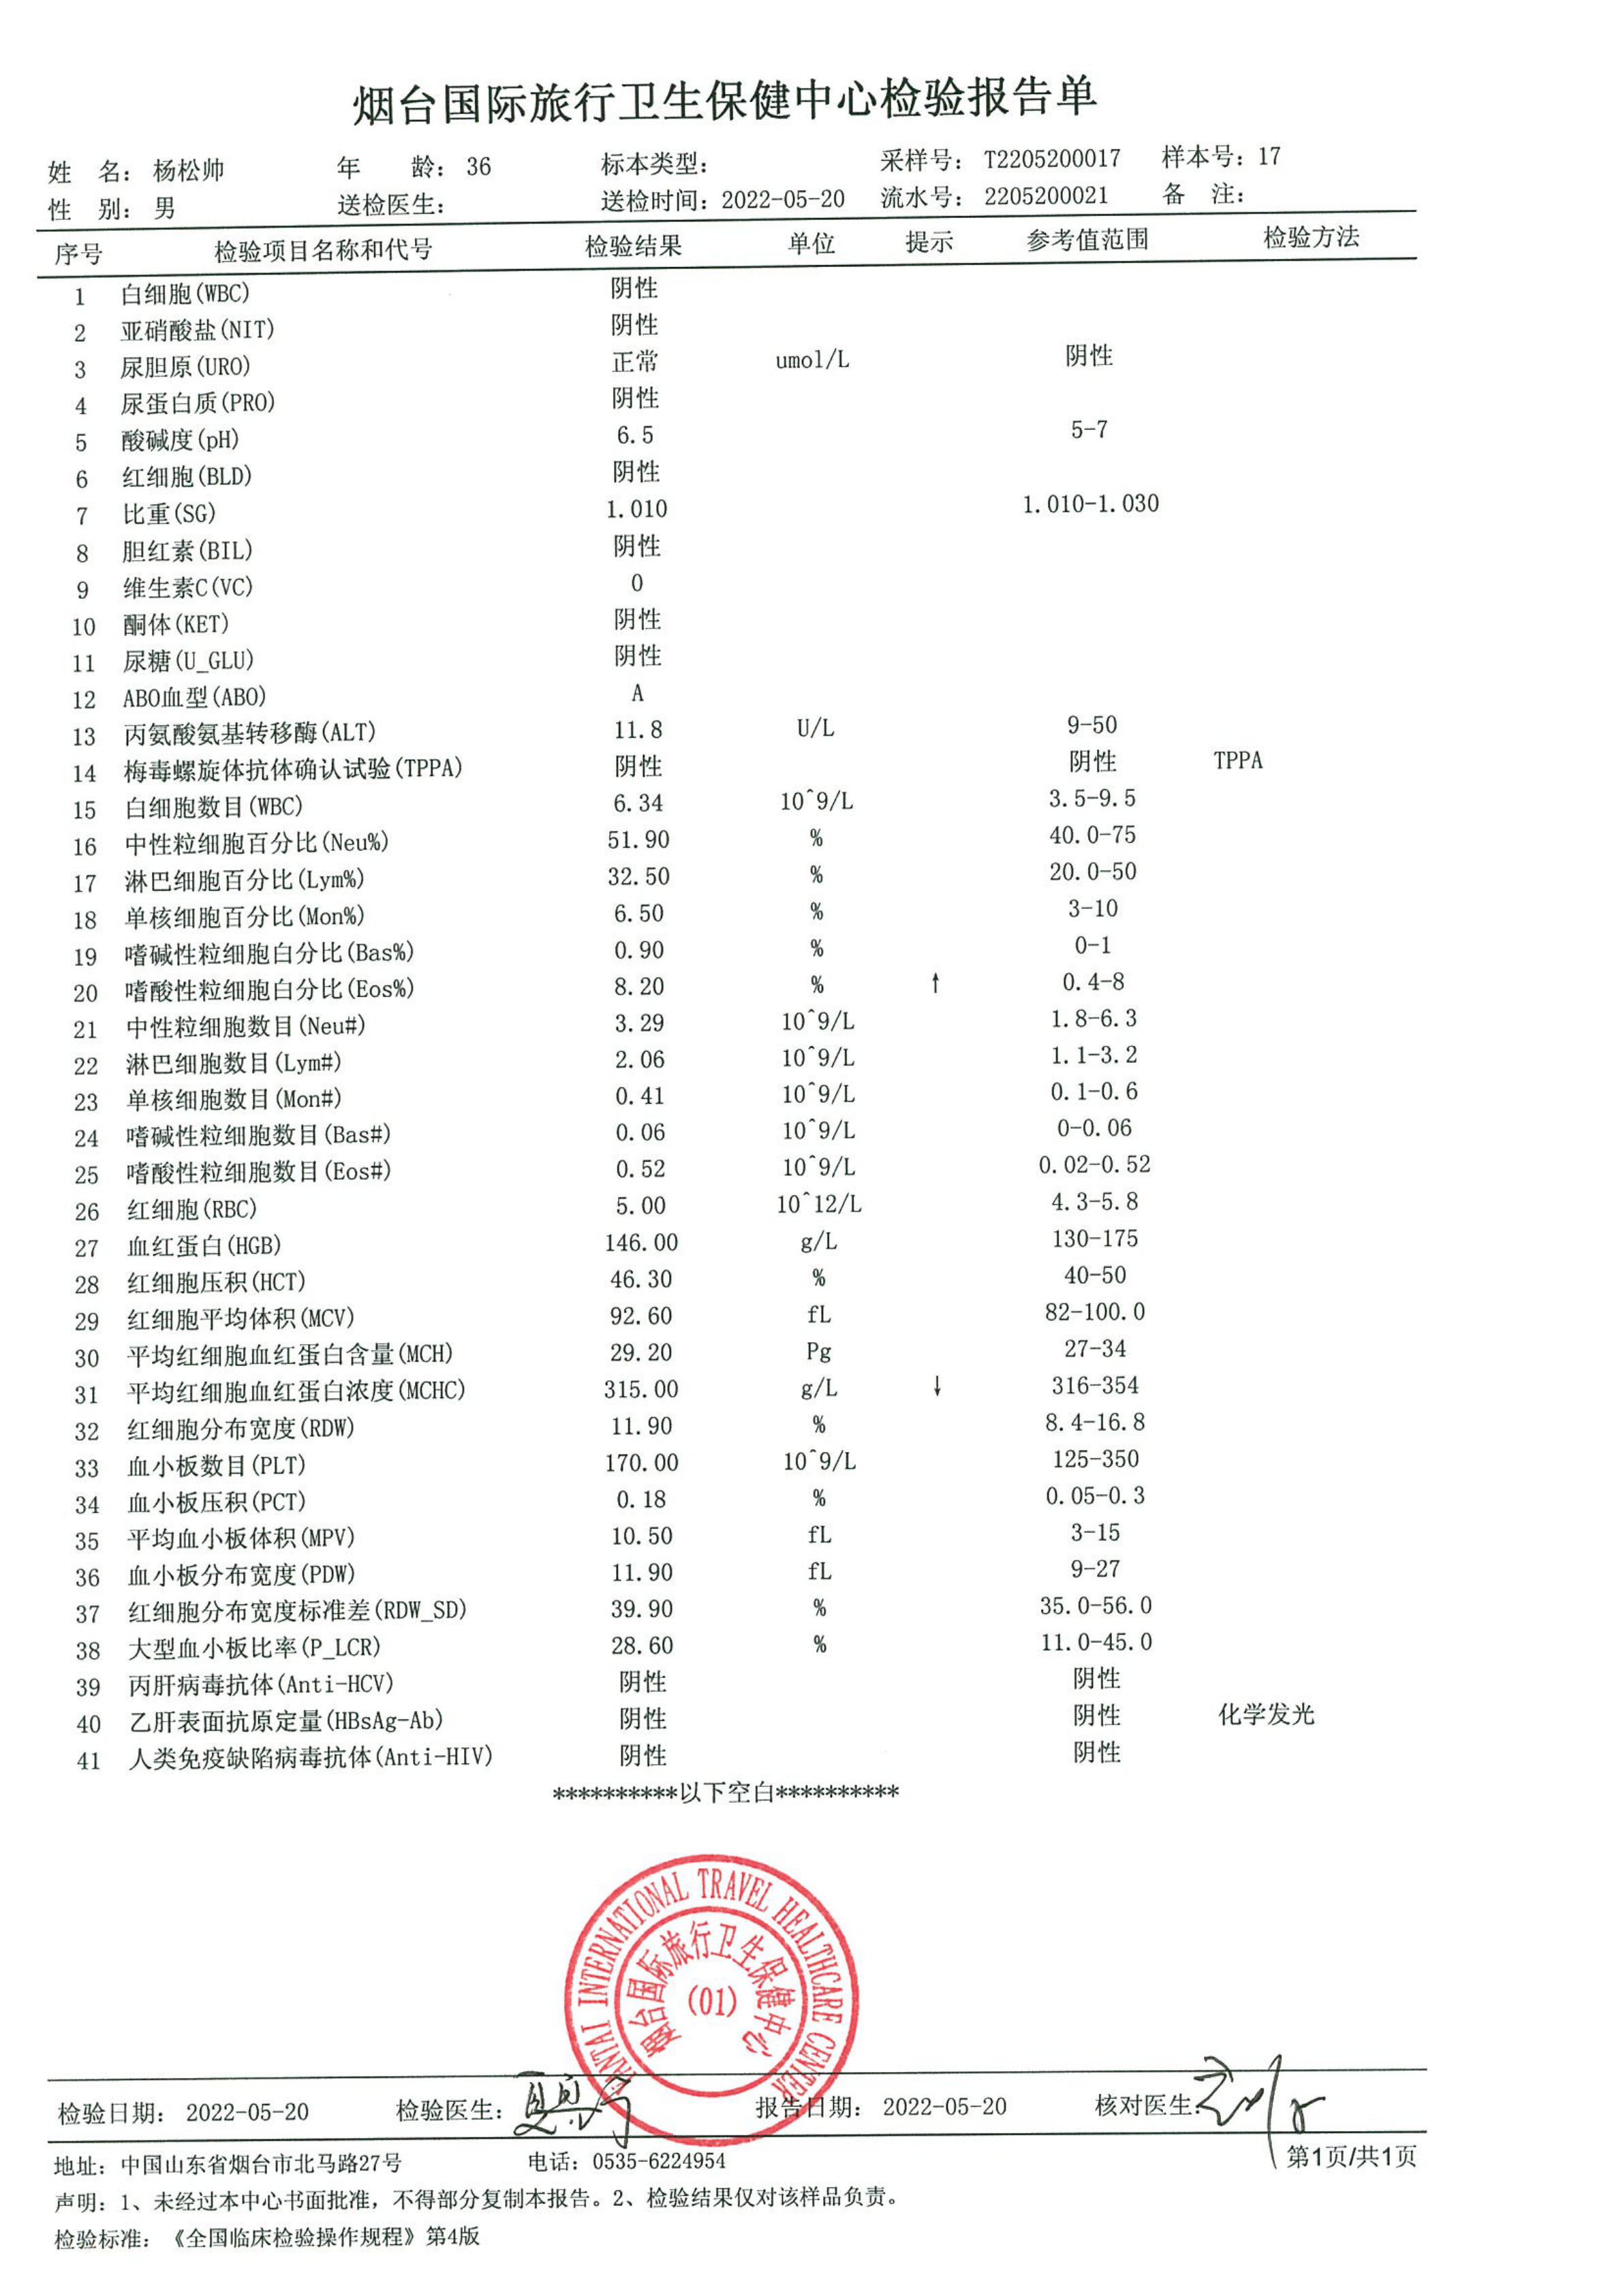 烟台国际旅行卫生保健中心检验报告单
姓 名： 杨松帅 年 龄： 36 标本类型： 采样号： T2205200017 样本号： 17
性 别： 男 送检医生： 送检时间： 2022-05-20 流水号： 2205200021 备 注：
序号 检验项目名称和代号 检验结果 单位 提示 参考值范围 检验方法
1 白细胞(WBC) 阴性
2 亚硝酸盐(NIT) 阴性
3 尿胆原(URO) 正常 umol/L 阴性
4 尿蛋白质(PRO) 阴性
5 酸碱度(pH) 6.5 5-7
6 红细胞(BLD) 阴性
7 比重(SG) 1.010 1.010-1.030
8 胆红素(BIL) 阴性
9 维生素C(VC) 0
10 酮体(KET) 阴性
11 尿糖(U_GLU) 阴性
12 ABO血型(ABO) A
13 丙氨酸氨基转移酶(ALT) 11.8 U/L 9-50
14 梅毒螺旋体抗体确认试验(TPPA) 阴性 阴性 TPPA
15 白细胞数目(WBC) 6.34 10^9/L 3.5-9.5
16 中性粒细胞百分比(Neu%) 51.90 % 40.0-75
17 淋巴细胞百分比(Lym%) 32.50 % 20.0-50
18 单核细胞百分比(Mon%) 6.50 % 3-10
19 嗜碱性粒细胞白分比(Bas%) 0.90 % 0-1
20 嗜酸性粒细胞白分比(Eos%) 8.20 % ↑ 0.4-8
21 中性粒细胞数目(Neu#) 3.29 10^9/L 1.8-6.3
22 淋巴细胞数目(Lym#) 2.06 10^9/L 1.1-3.2
23 单核细胞数目(Mon#) 0.41 10^9/L 0.1-0.6
24 嗜碱性粒细胞数目(Bas#) 0.06 10^9/L 0-0.06
25 嗜酸性粒细胞数目(Eos#) 0.52 10^9/L 0.02-0.52
26 红细胞(RBC) 5.00 10^12/L 4.3-5.8
27 血红蛋白(HGB) 146.00 g/L 130-175
28 红细胞压积(HCT) 46.30 % 40-50
29 红细胞平均体积(MCV) 92.60 fL 82-100.0
30 平均红细胞血红蛋白含量(MCH) 29.20 Pg 27-34
31 平均红细胞血红蛋白浓度(MCHC) 315.00 g/L ↓ 316-354
32 红细胞分布宽度(RDW) 11.90 % 8.4-16.8
33 血小板数目(PLT) 170.00 10^9/L 125-350
34 血小板压积(PCT) 0.18 % 0.05-0.3
35 平均血小板体积(MPV) 10.50 fL 3-15
36 血小板分布宽度(PDW) 11.90 fL 9-27
37 红细胞分布宽度标准差(RDW_SD) 39.90 % 35.0-56.0
38 大型血小板比率(P_LCR) 28.60 % 11.0-45.0
39 丙肝病毒抗体(Anti-HCV) 阴性 阴性
40 乙肝表面抗原定量(HBsAg-Ab) 阴性 阴性 化学发光
41 人类免疫缺陷病毒抗体(Anti-HIV) 阴性 阴性
**********以下空白**********
YANTAI INTERNATIONAL TRAVEL HEALTHCARE CENTER
烟台国际旅行卫生保健中心
(01)
检验日期： 2022-05-20 检验医生： 报告日期： 2022-05-20 核对医生：
地址： 中国山东省烟台市北马路27号 电话： 0535-6224954 第1页/共1页
声明：1、未经过本中心书面批准，不得部分复制本报告。2、检验结果仅对该样品负责。
检验标准： 《全国临床检验操作规程》第4版